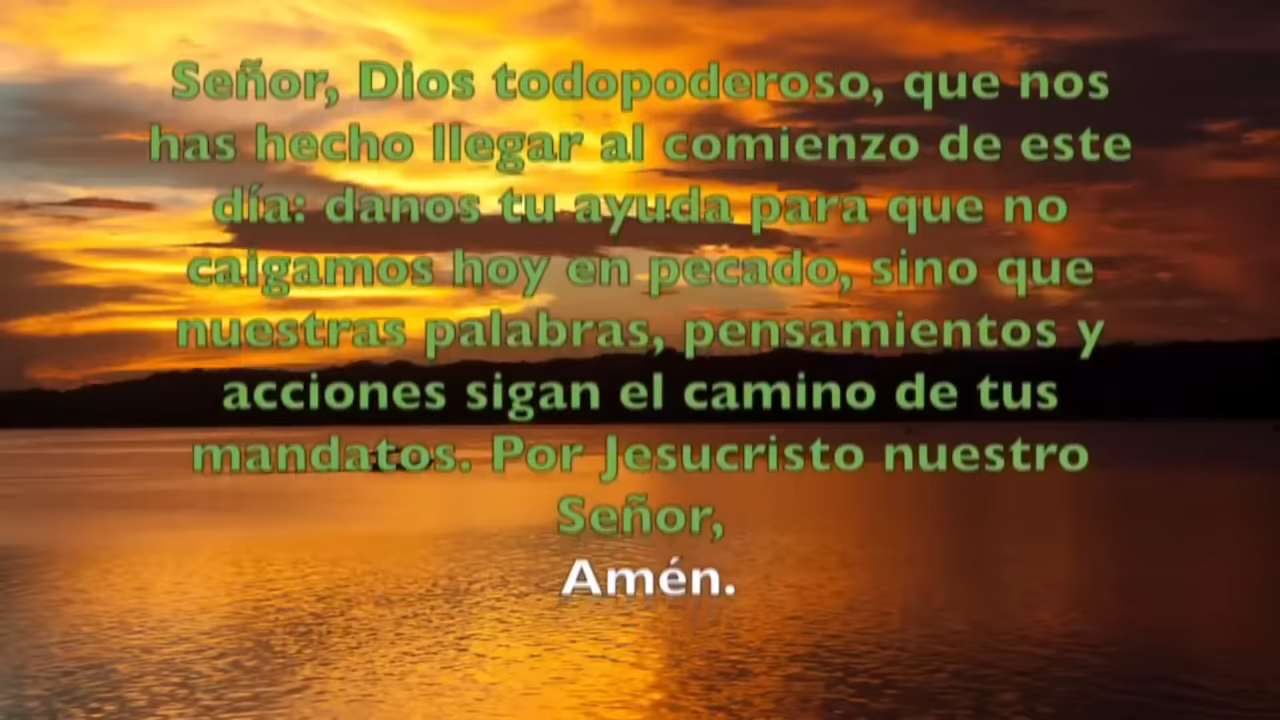 Señor, Dios todopoderoso, que nos
has hecho llegar al comienzo de este
día: danos tu ayuda para que no
caigamos hoy en pecado, sino que
nuestras palabras, pensamientos y
acciones sigan el camino de tus
mandatos. Por Jesucristo nuestro
Señor,
Amén.